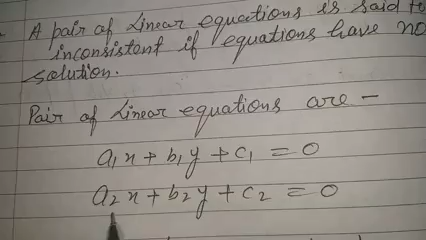 A pair of Linear equations is said to
inconsistent if equations have no
solution.
Pair of Linear equations are -
a₁x + b₁y + c₁ = 0
a₂x + b₂y + c₂ = 0